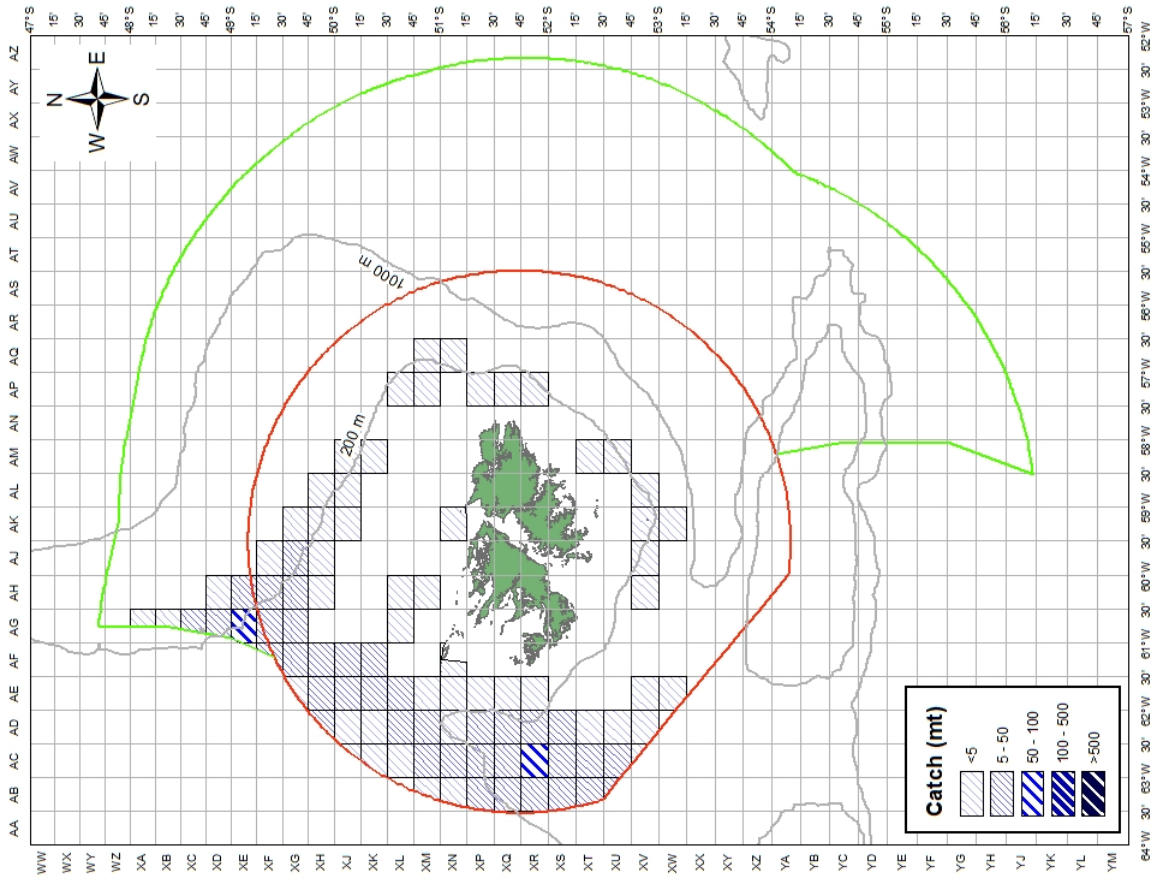 AA AB AC AD AE AF AG AH AJ AK AL AM AN AP AQ AR AS AT AU AV AW AX AY AZ
WW
WX
WY
WZ
XA
XB
XC
XD
XE
XF
XG
XH
XJ
XK
XL
XM
XN
XP
XQ
XR
XS
XT
XU
XV
XW
XX
XY
XZ
YA
YB
YC
YD
YE
YF
YG
YH
YJ
YK
YL
YM
N
W E
S
1000 m
200 m
Catch (mt)
<5
5 - 50
50 - 100
100 - 500
>500
47°S
15'
30'
45'
48°S
15'
30'
45'
49°S
15'
30'
45'
50°S
15'
30'
45'
51°S
15'
30'
45'
52°S
15'
30'
45'
53°S
15'
30'
45'
54°S
15'
30'
45'
55°S
15'
30'
45'
56°S
15'
30'
45'
57°S
64°W 30' 63°W 30' 62°W 30' 61°W 30' 60°W 30' 59°W 30' 58°W 30' 57°W 30' 56°W 30' 55°W 30' 54°W 30' 53°W 30' 52°W